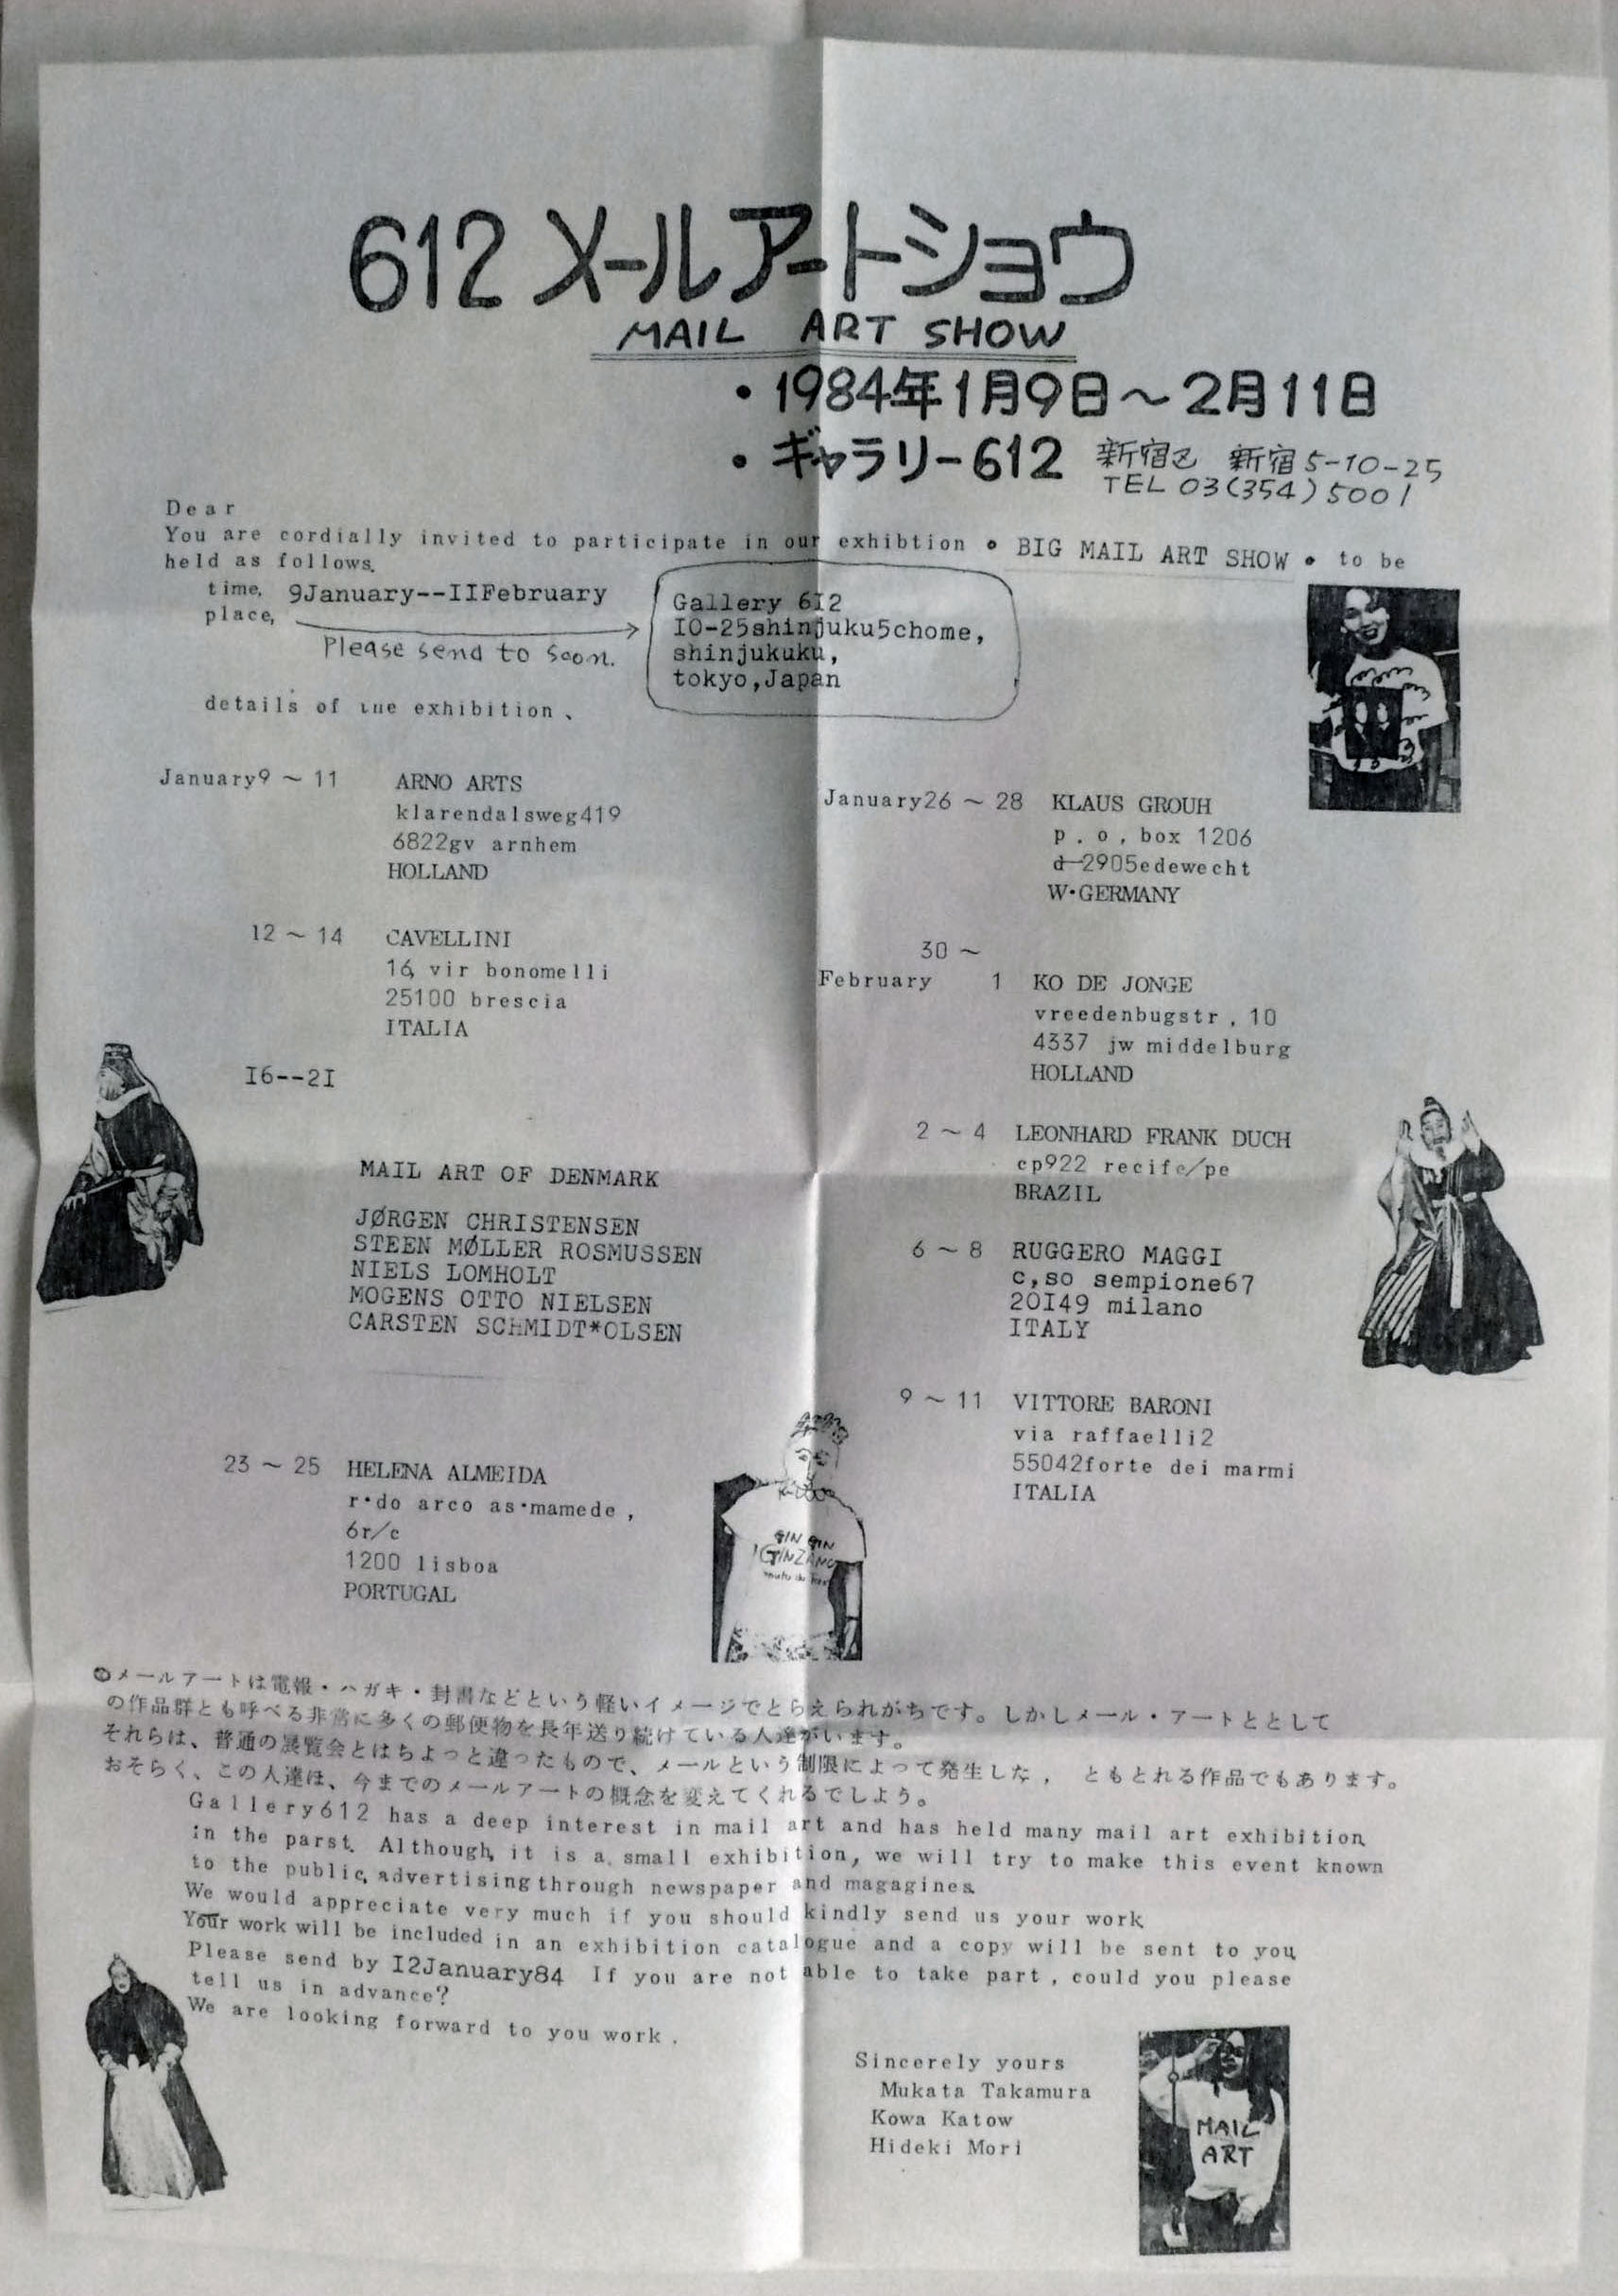 612 メールアートショウ
MAIL ART SHOW
・1984年1月9日〜2月11日
・ギャラリー612 新宿区 新宿5-10-25
TEL 03(354)5001
Dear
You are cordially invited to participate in our exhibtion • BIG MAIL ART SHOW • to be
held as follows.
time, 9January--IIFebruary
place,
Please send to soon.
Gallery 6I2
IO-25shinjuku5chome,
shinjukuku,
tokyo,Japan
details of the exhibition、
January9 〜 11 ARNO ARTS
klarendalsweg419
6822gv arnhem
HOLLAND
12 〜 14 CAVELLINI
16, vir bonomelli
25100 brescia
ITALIA
I6--2I
MAIL ART OF DENMARK
JØRGEN CHRISTENSEN
STEEN MØLLER ROSMUSSEN
NIELS LOMHOLT
MOGENS OTTO NIELSEN
CARSTEN SCHMIDT*OLSEN
23 〜 25 HELENA ALMEIDA
r・do arco as・mamede,
6r/c
1200 lisboa
PORTUGAL
January26 〜 28 KLAUS GROUH
p.o, box 1206
d-2905edewecht
W・GERMANY
30 〜
February 1 KO DE JONGE
vreedenbugstr, 10
4337 jw middelburg
HOLLAND
2 〜 4 LEONHARD FRANK DUCH
cp922 recife/pe
BRAZIL
6 〜 8 RUGGERO MAGGI
c,so sempione67
20I49 milano
ITALY
9 〜 11 VITTORE BARONI
via raffaelli2
55042forte dei marmi
ITALIA
GIN GIN
メールアートは電報・ハガキ・封書などという軽いイメージでとらえられがちです。しかしメール・アートととして
の作品群とも呼べる非常に多くの郵便物を長年送り続けている人達がいます。
それらは、普通の展覧会とはちょっと違ったもので、メールという制限によって発生した, ともとれる作品でもあります。
おそらく、この人達は、今までのメールアートの概念を変えてくれるでしよう。
Gallery612 has a deep interest in mail art and has held many mail art exhibition
in the parst. Although, it is a small exhibition, we will try to make this event known
to the public, advertising through newspaper and magagines.
We would appreciate very much if you should kindly send us your work.
Your work will be included in an exhibition catalogue and a copy will be sent to you.
Please send by I2January84 If you are not able to take part, could you please
tell us in advance?
We are looking forward to you work.
Sincerely yours
Mukata Takamura
Kowa Katow
Hideki Mori
MAIL
ART